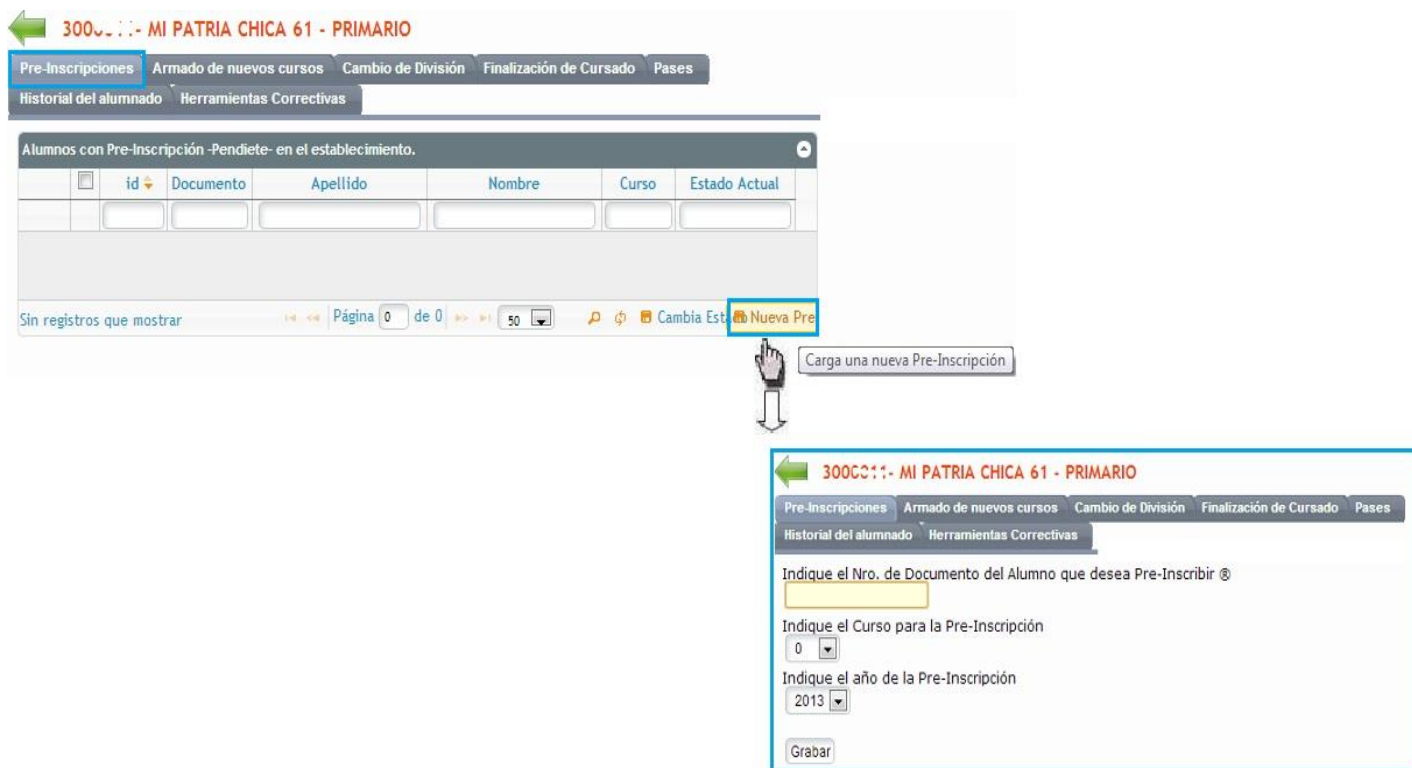 - MI PATRIA CHICA 61 - PRIMARIO
Pre-Inscripciones Armado de nuevos cursos Cambio de División Finalización de Cursado Pases
Historial del alumnado Herramientas Correctivas
Alumnos con Pre-Inscripción -Pendiete- en el establecimiento.
id Documento Apellido Nombre Curso Estado Actual
Sin registros que mostrar Página 0 de 0 50 Cambia Est Nueva Pre
Carga una nueva Pre-Inscripción
- MI PATRIA CHICA 61 - PRIMARIO
Pre-Inscripciones Armado de nuevos cursos Cambio de División Finalización de Cursado Pases
Historial del alumnado Herramientas Correctivas
Indique el Nro. de Documento del Alumno que desea Pre-Inscribir ®
Indique el Curso para la Pre-Inscripción
0
Indique el año de la Pre-Inscripción
2013
Grabar